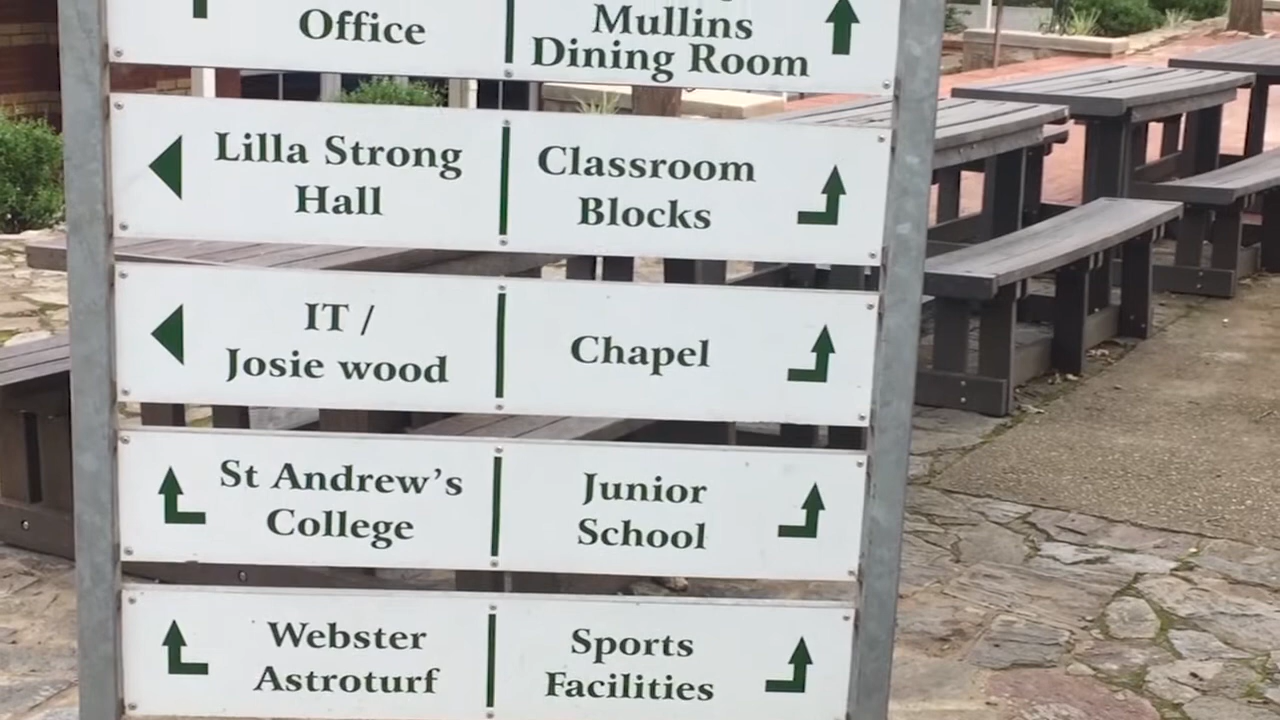 Office
Mullins
Dining Room
Lilla Strong
Hall
Classroom
Blocks
IT /
Josie wood
Chapel
St Andrew's
College
Junior
School
Webster
Astroturf
Sports
Facilities